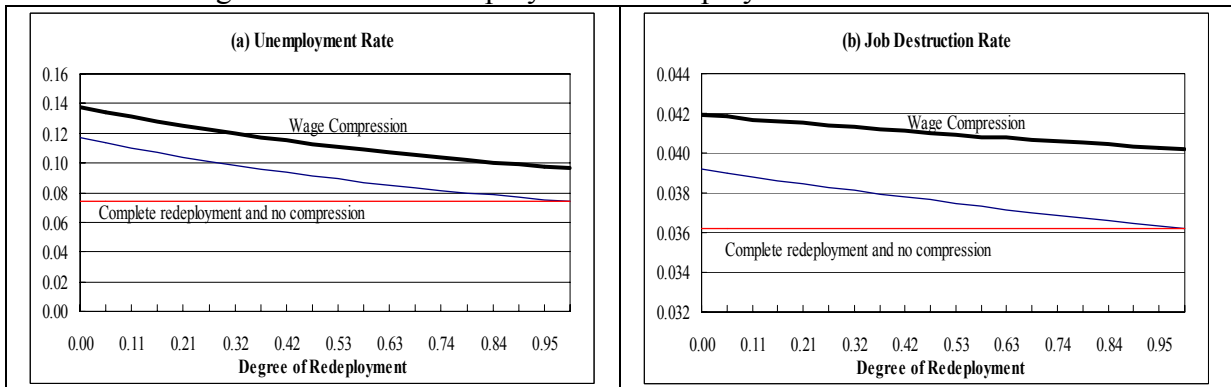 (a) Unemployment Rate
0.16
0.14
0.12
0.10
0.08
0.06
0.04
0.02
0.00
Wage Compression
Complete redeployment and no compression
0.00 0.11 0.21 0.32 0.42 0.53 0.63 0.74 0.84 0.95
Degree of Redeployment
(b) Job Destruction Rate
0.044
0.042
0.040
0.038
0.036
0.034
0.032
Wage Compression
Complete redeployment and no compression
0.00 0.11 0.21 0.32 0.42 0.53 0.63 0.74 0.84 0.95
Degree of Redeployment